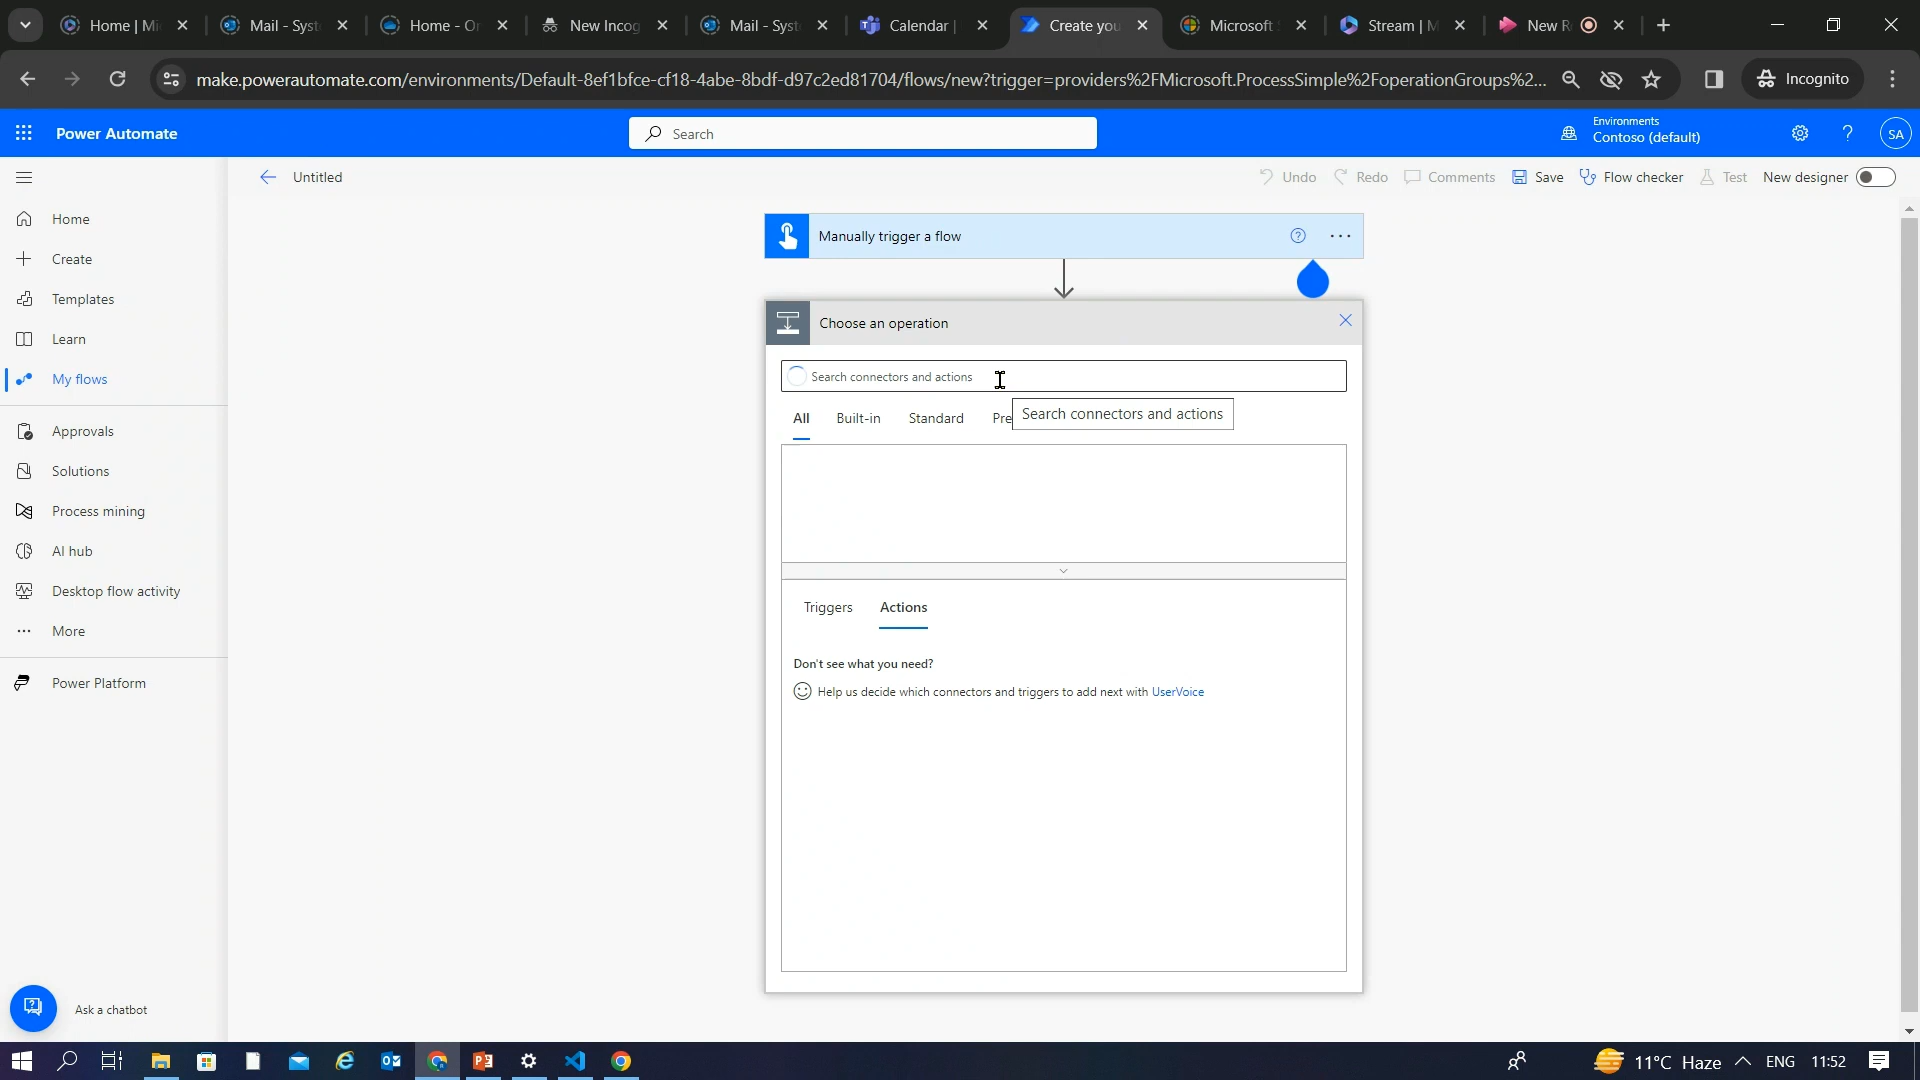 Home | Mi
Mail - Syst
Home - On
New Incog
Mail - Syst
Calendar |
Create you
Microsoft
Stream | M
New R
make.powerautomate.com/environments/Default-8ef1bfce-cf18-4abe-8bdf-d97c2ed81704/flows/new?trigger=providers%2FMicrosoft.ProcessSimple%2FoperationGroups%2...
Incognito
Power Automate
Search
Environments
Contoso (default)
SA
Untitled
Undo
Redo
Comments
Save
Flow checker
Test
New designer
Home
Create
Templates
Learn
My flows
Approvals
Solutions
Process mining
AI hub
Desktop flow activity
More
Power Platform
Ask a chatbot
Manually trigger a flow
Choose an operation
Search connectors and actions
All
Built-in
Standard
Pre
Search connectors and actions
Triggers
Actions
Don't see what you need?
Help us decide which connectors and triggers to add next with UserVoice
11°C Haze
ENG
11:52